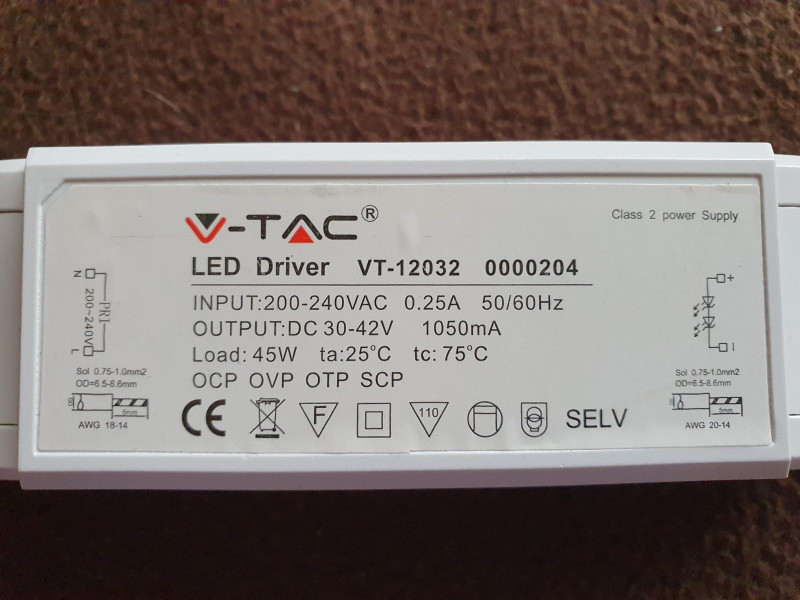 V-TAC®
Class 2 power Supply
LED Driver VT-12032 0000204
INPUT:200-240VAC 0.25A 50/60Hz
OUTPUT:DC 30-42V 1050mA
Load: 45W ta:25°C tc: 75°C
OCP OVP OTP SCP
CE F 110 SELV
N
PRI
200~240V
L
Sol 0.75-1.0mm2
OD=6.5-8.6mm
8
5mm
AWG 18-14
+
Sol 0.75-1.0mm2
OD=6.5-8.6mm
8
5mm
AWG 20-14